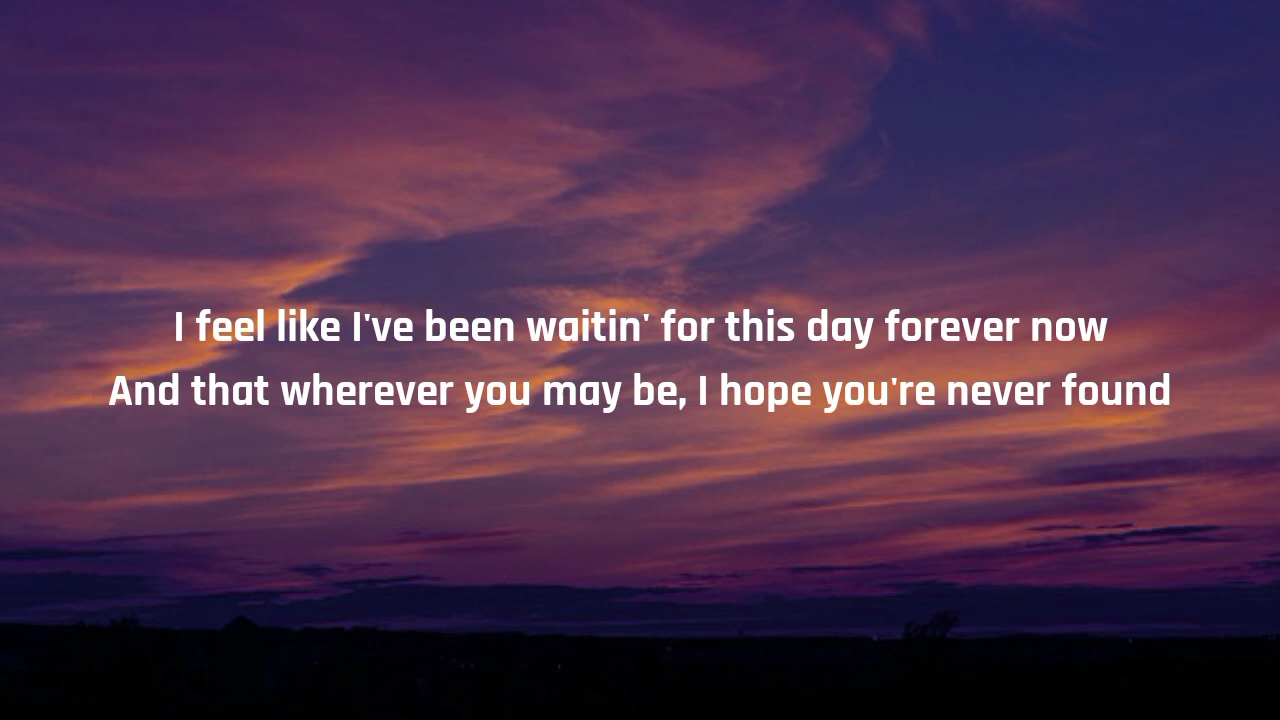 I feel like I've been waitin' for this day forever now
And that wherever you may be, I hope you're never found